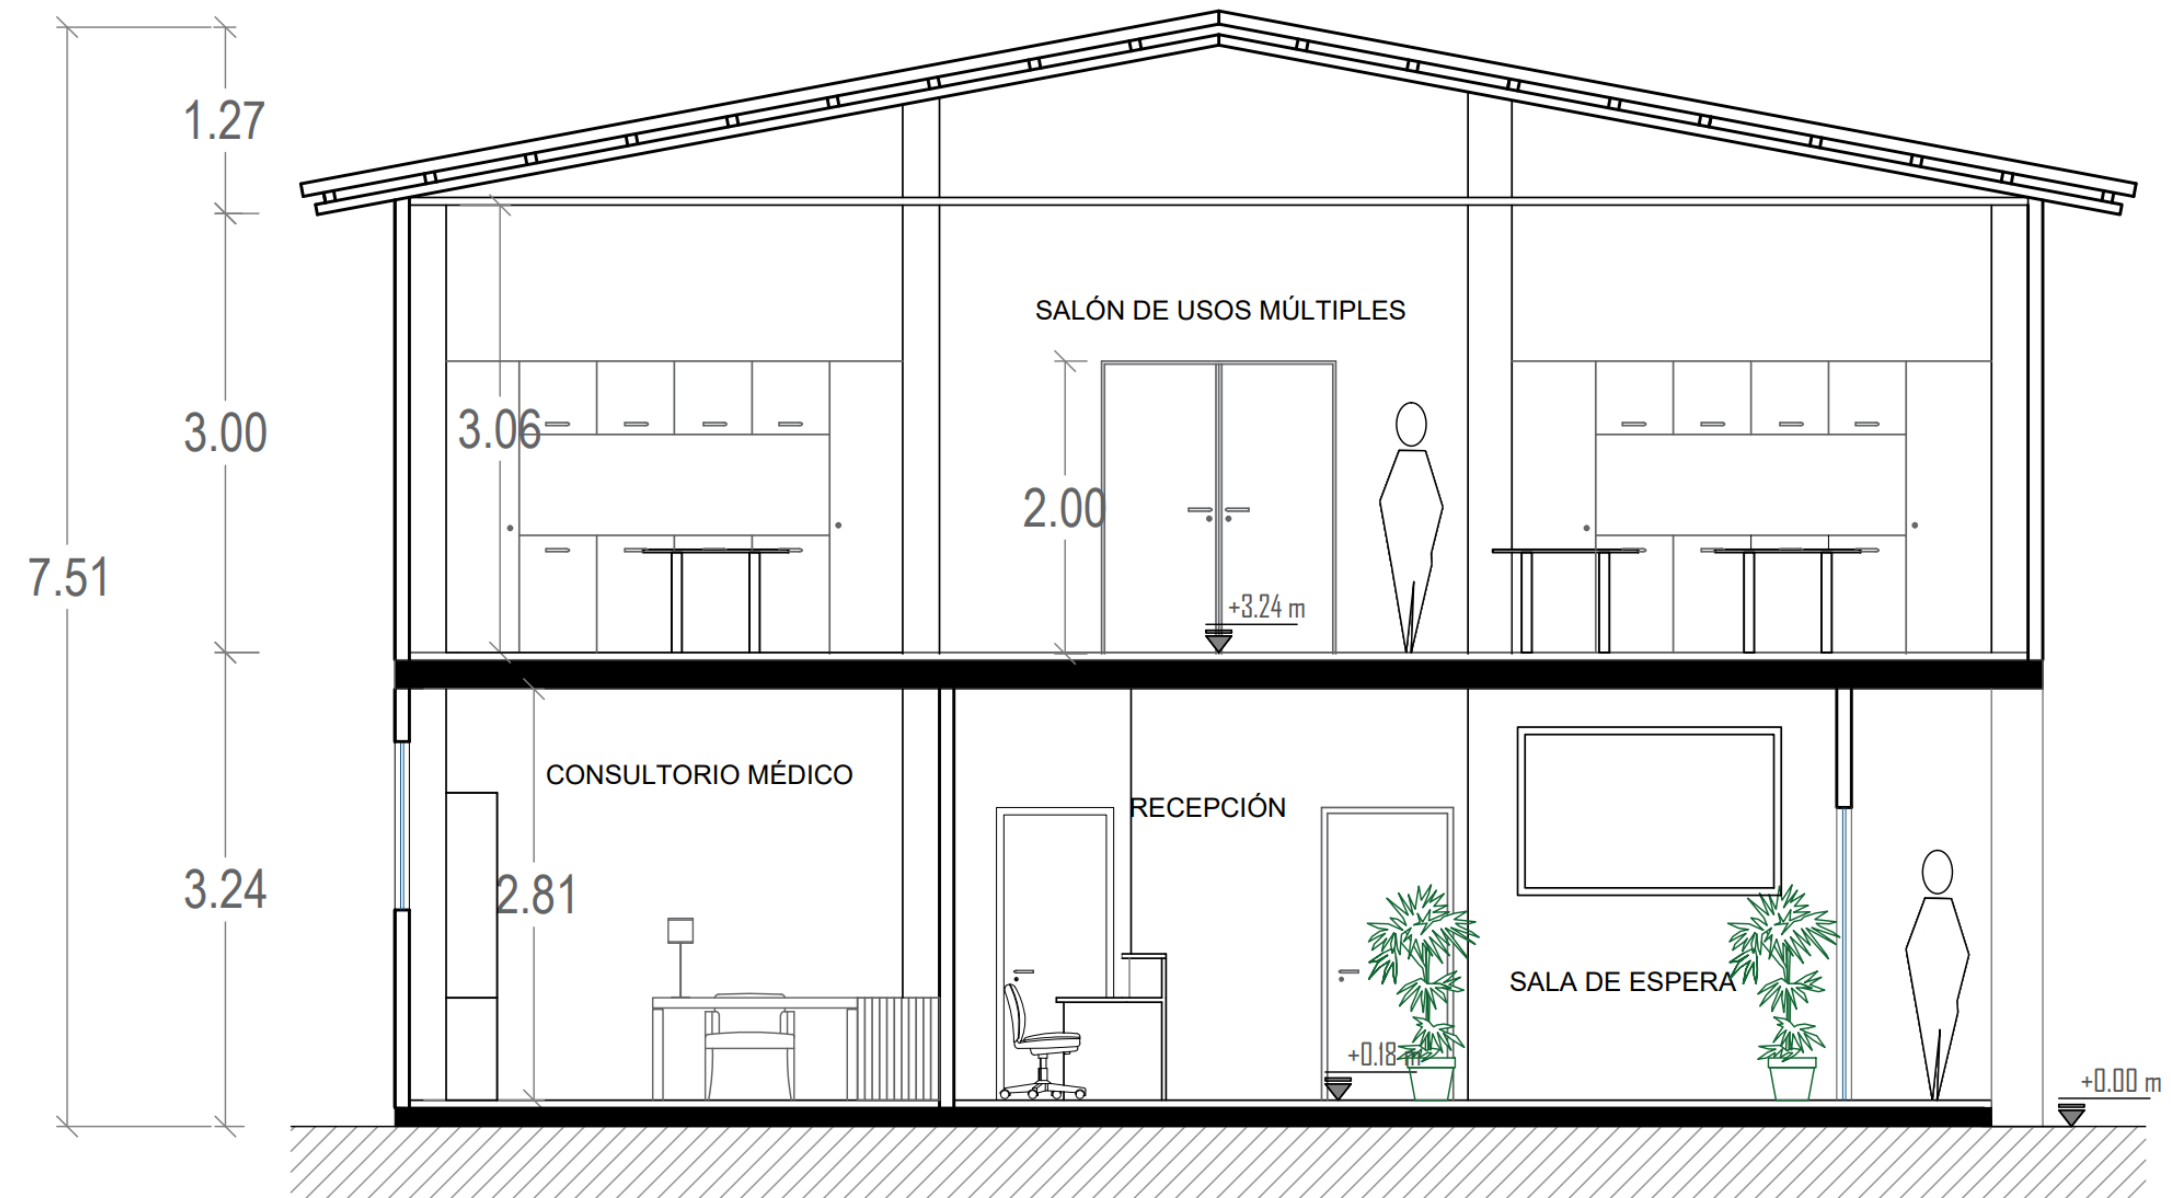 1.27
SALÓN DE USOS MÚLTIPLES
3.00
3.06
2.00
7.51
+3.24 m
CONSULTORIO MÉDICO
RECEPCIÓN
3.24
2.81
SALA DE ESPERA
+0.18 m
+0.00 m